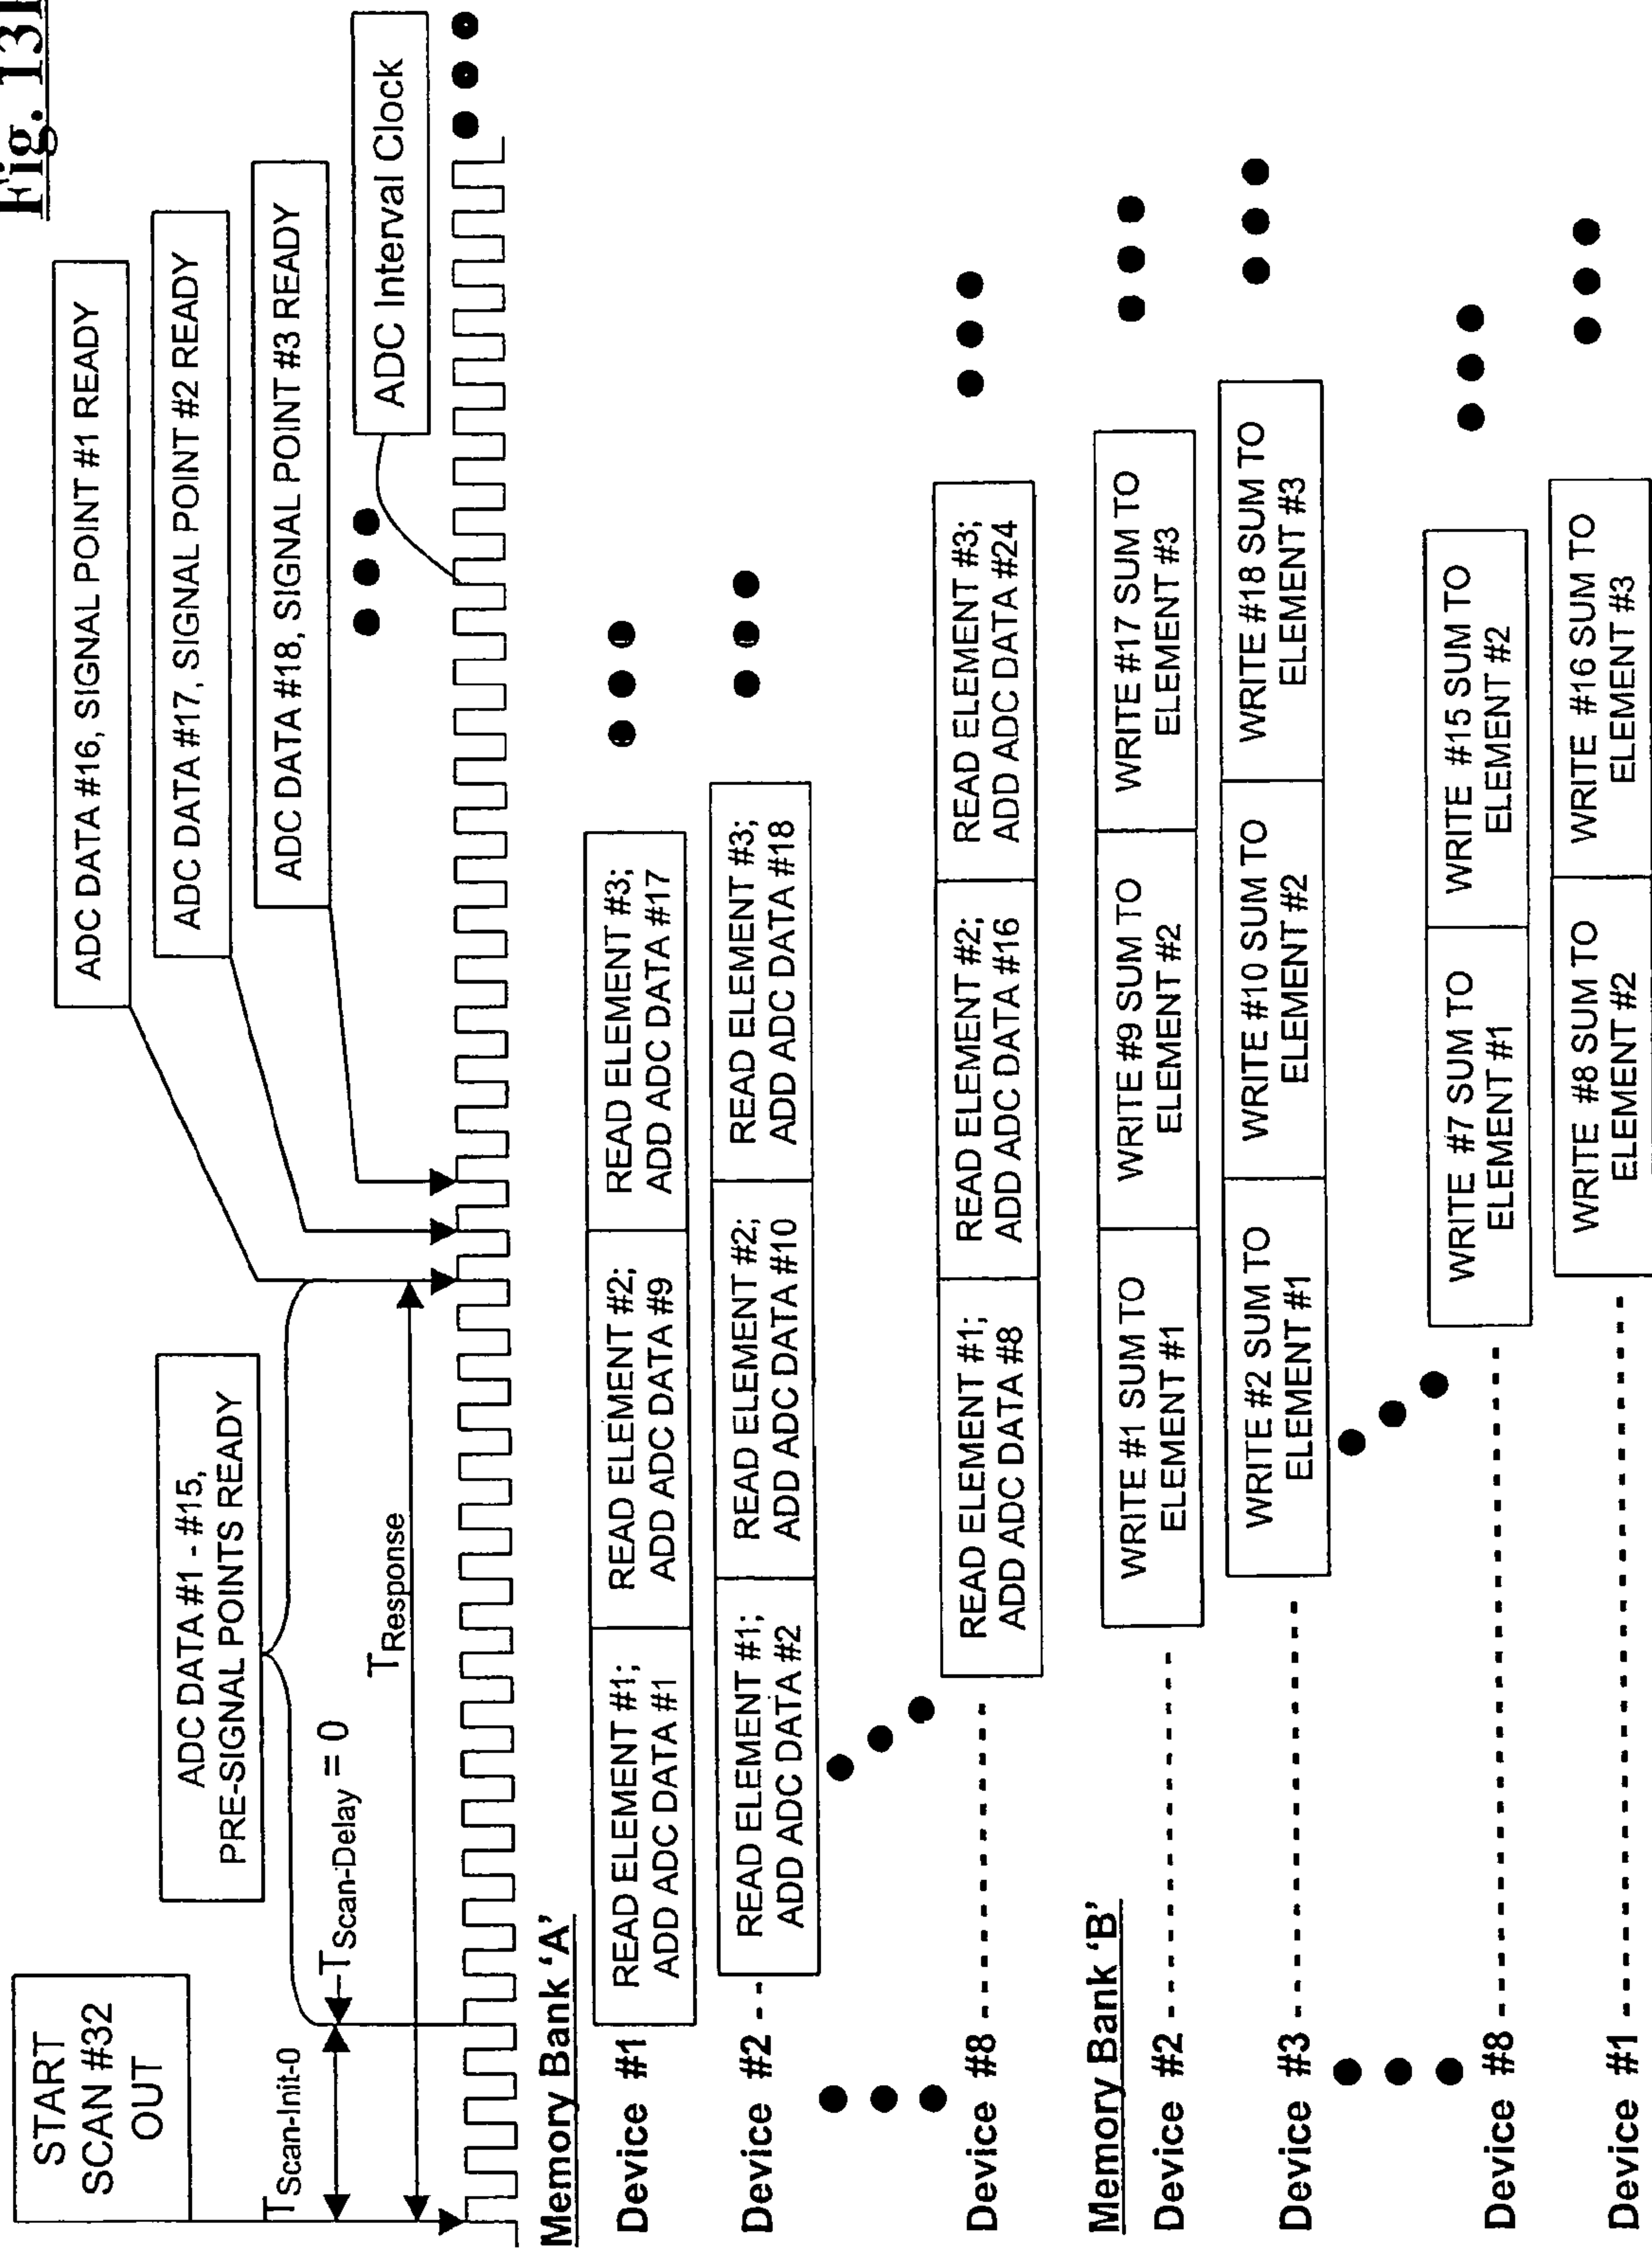 Fig. 13
START
SCAN #32
OUT
ADC DATA #1 - #15,
PRE-SIGNAL POINTS READY
ADC DATA #16, SIGNAL POINT #1 READY
ADC DATA #17, SIGNAL POINT #2 READY
ADC DATA #18, SIGNAL POINT #3 READY
ADC Interval Clock
TScan-Init-0
TScan-Delay = 0
TResponse
Memory Bank ‘A’
Device #1
READ ELEMENT #1;
ADD ADC DATA #1
READ ELEMENT #2;
ADD ADC DATA #9
READ ELEMENT #3;
ADD ADC DATA #17
Device #2
READ ELEMENT #1;
ADD ADC DATA #2
READ ELEMENT #2;
ADD ADC DATA #10
READ ELEMENT #3;
ADD ADC DATA #18
Device #8
READ ELEMENT #1;
ADD ADC DATA #8
READ ELEMENT #2;
ADD ADC DATA #16
READ ELEMENT #3;
ADD ADC DATA #24
Memory Bank ‘B’
Device #2
WRITE #1 SUM TO
ELEMENT #1
WRITE #9 SUM TO
ELEMENT #2
WRITE #17 SUM TO
ELEMENT #3
Device #3
WRITE #2 SUM TO
ELEMENT #1
WRITE #10 SUM TO
ELEMENT #2
WRITE #18 SUM TO
ELEMENT #3
Device #8
WRITE #7 SUM TO
ELEMENT #1
WRITE #15 SUM TO
ELEMENT #2
Device #1
WRITE #8 SUM TO
ELEMENT #2
WRITE #16 SUM TO
ELEMENT #3